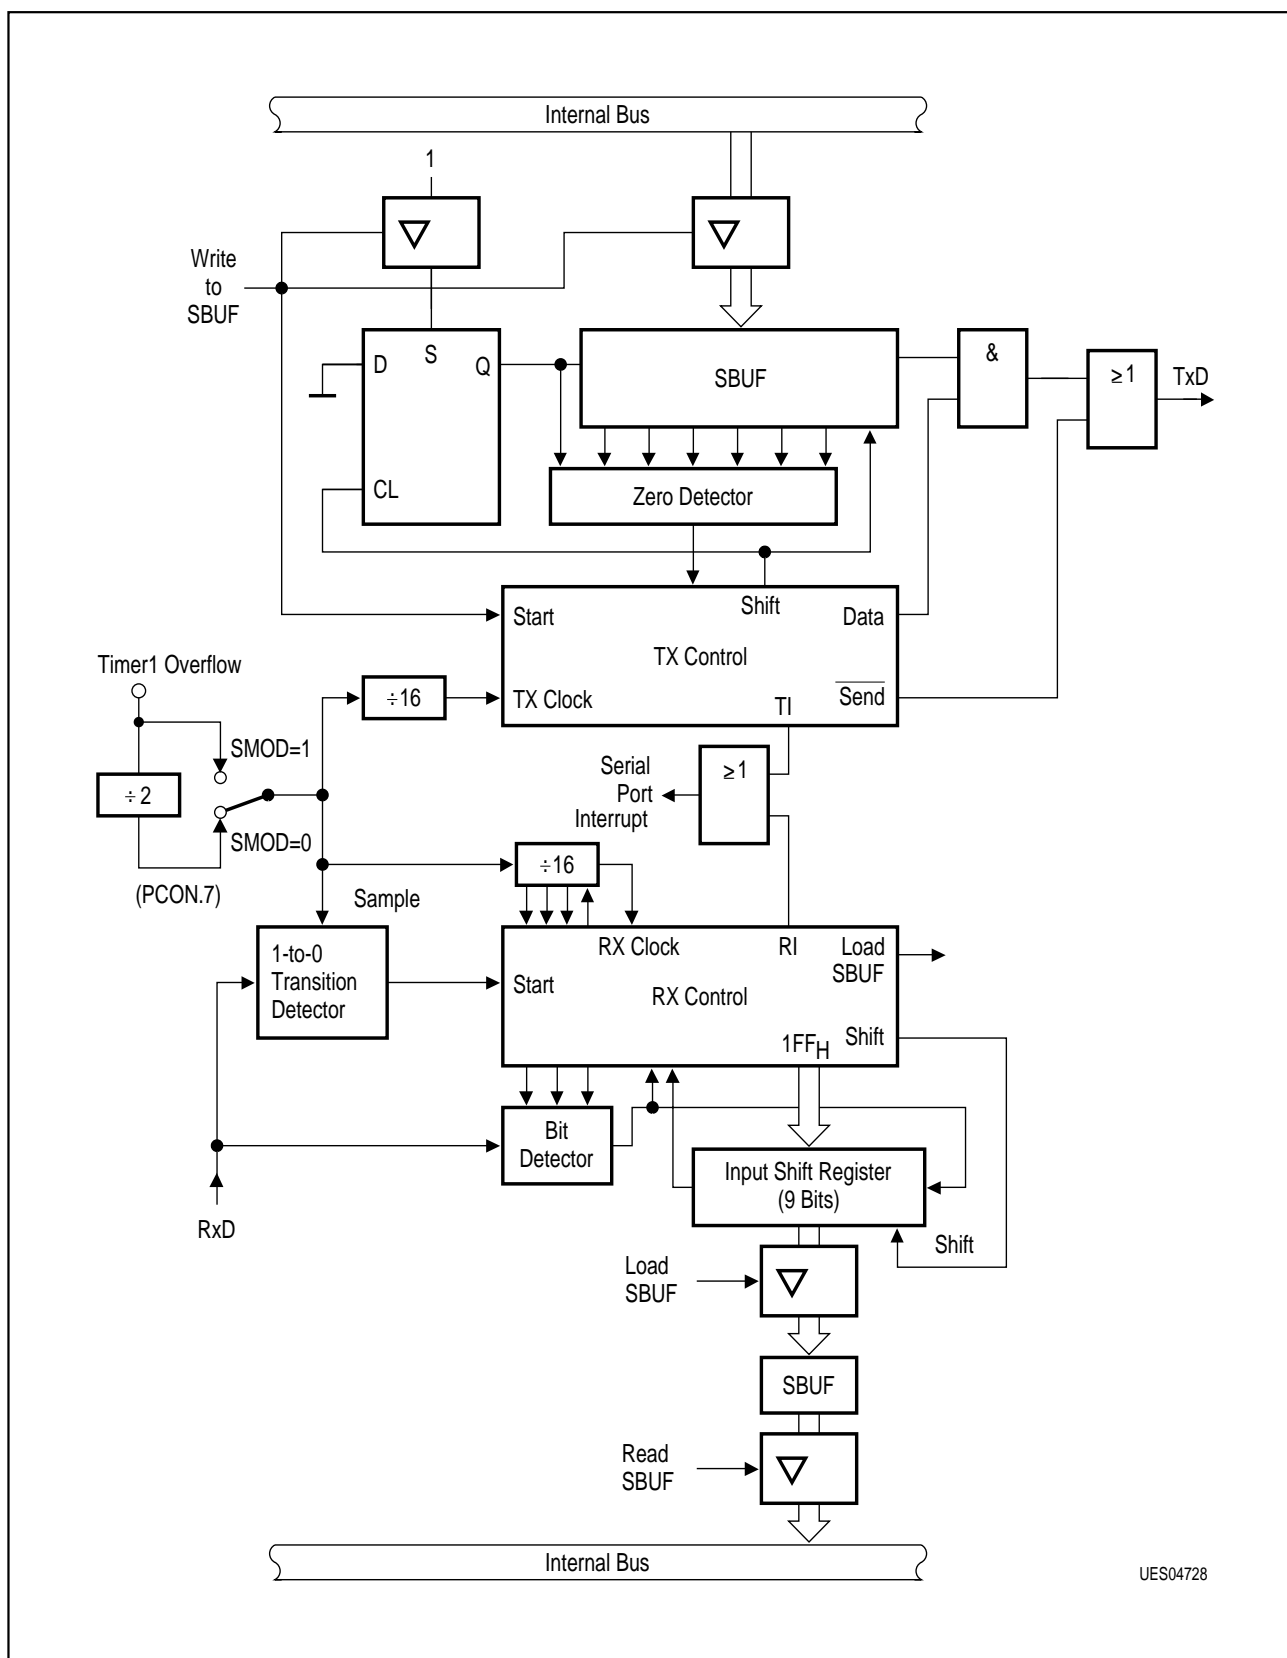 Internal Bus
1
Write
to
SBUF
D
S
Q
SBUF
&
≥1
TxD
CL
Zero Detector
Start
Shift
Data
TX Control
Timer1 Overflow
÷16
TX Clock
TI
Send
SMOD=1
÷2
SMOD=0
(PCON.7)
Serial
Port
Interrupt
≥1
÷16
Sample
1-to-0
Transition
Detector
RX Clock
RI
Load
SBUF
Start
RX Control
1FFH
Shift
Bit
Detector
Input Shift Register
(9 Bits)
RxD
Shift
Load
SBUF
SBUF
Read
SBUF
Internal Bus
UES04728